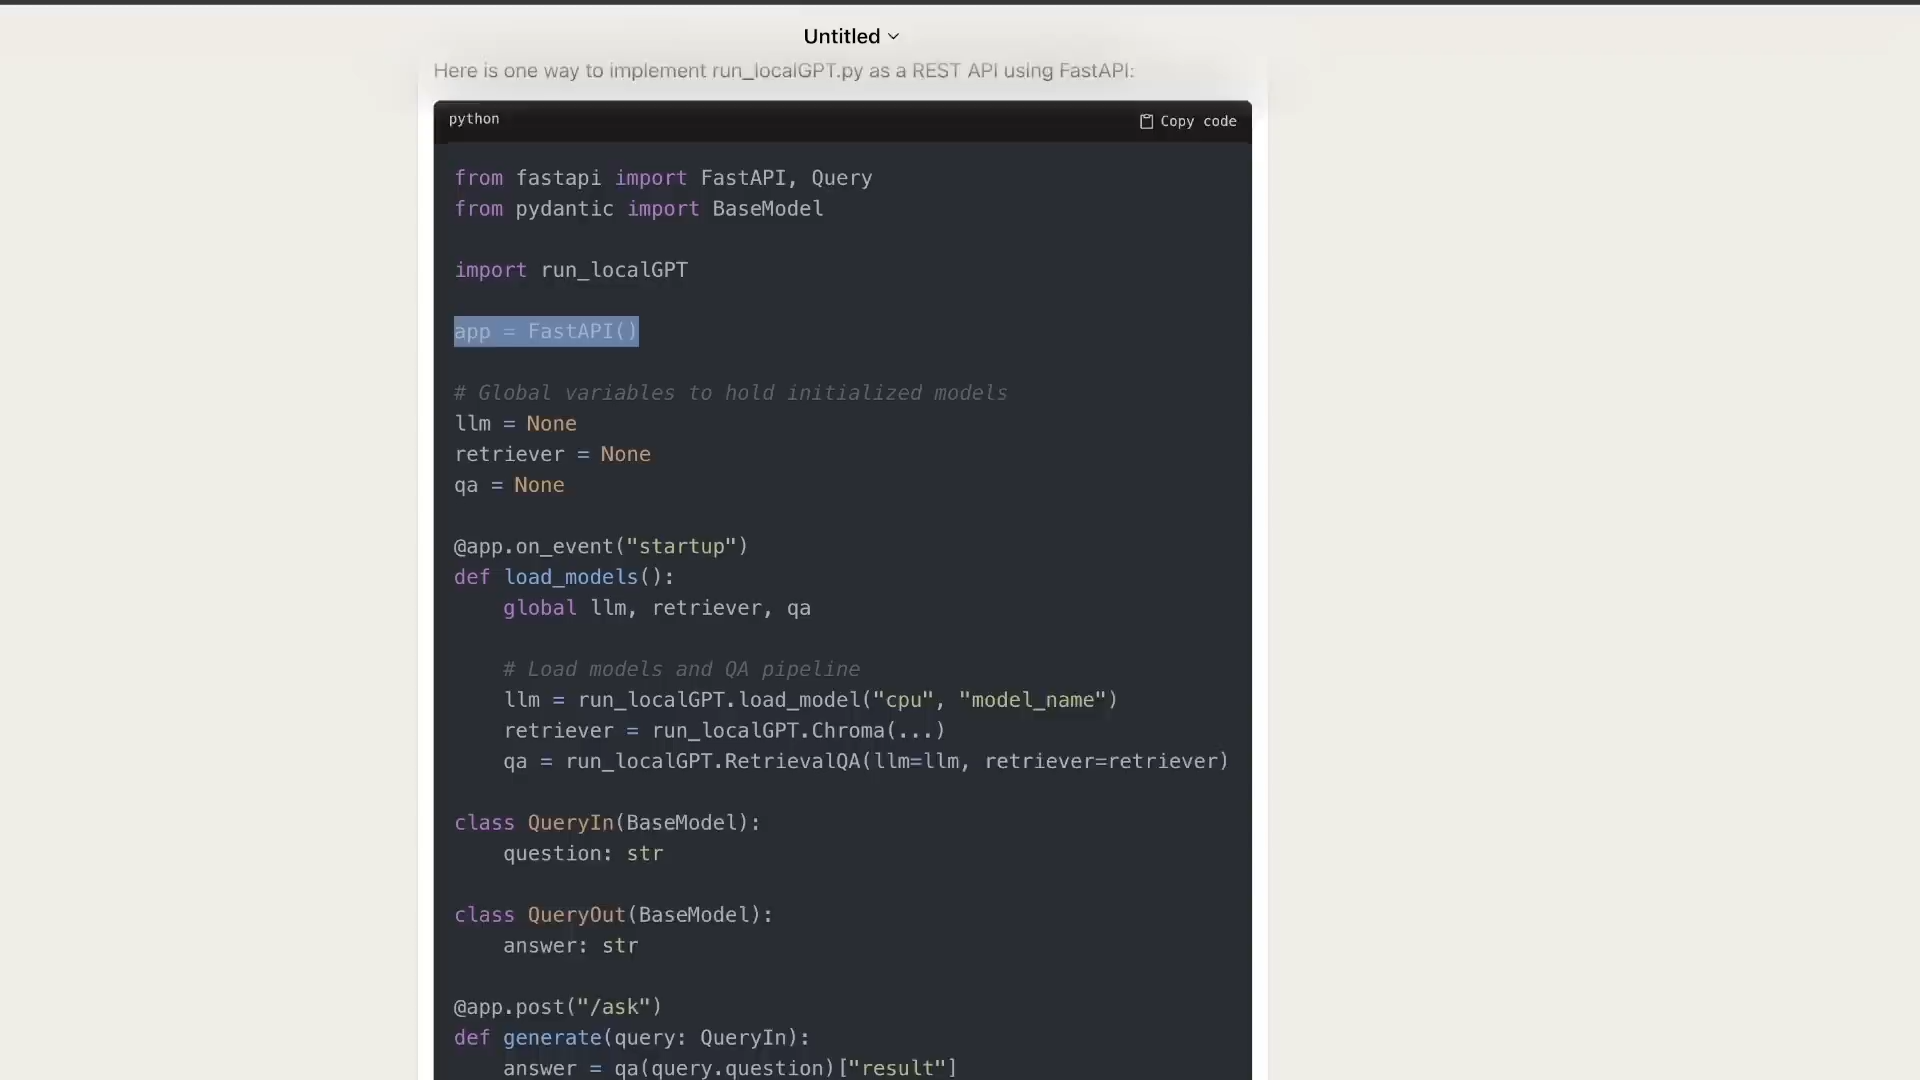 Untitled
Here is one way to implement run_localGPT.py as a REST API using FastAPI:
python
Copy code
from fastapi import FastAPI, Query
from pydantic import BaseModel
import run_localGPT
app = FastAPI()
# Global variables to hold initialized models
llm = None
retriever = None
qa = None
@app.on_event("startup")
def load_models():
    global llm, retriever, qa
    # Load models and QA pipeline
    llm = run_localGPT.load_model("cpu", "model_name")
    retriever = run_localGPT.Chroma(...)
    qa = run_localGPT.RetrievalQA(llm=llm, retriever=retriever)
class QueryIn(BaseModel):
    question: str
class QueryOut(BaseModel):
    answer: str
@app.post("/ask")
def generate(query: QueryIn):
    answer = qa(query.question)["result"]